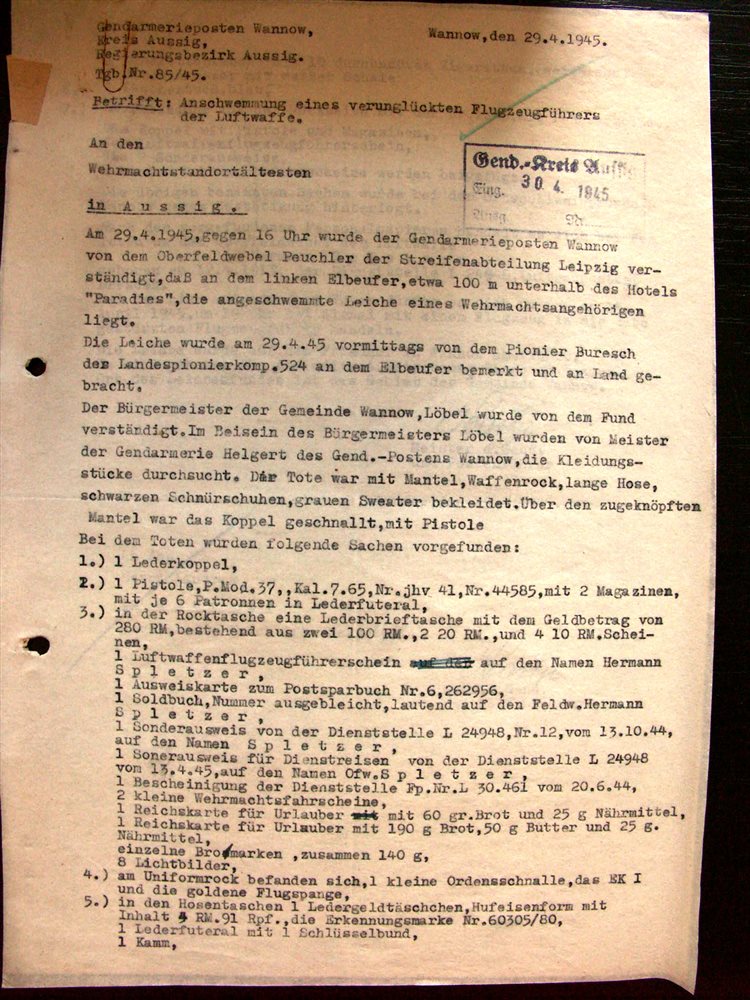 Gendarmerieposten Wannow,
Kreis Aussig,
Regierungsbezirk Aussig.
Tgb.Nr.85/45.
Wannow,den 29.4.1945.
Betrifft: Anschwemmung eines verunglückten Flugzeugführers
der Luftwaffe.
An den
Wehrmachtstandortältesten
in Aussig.
Gend.-Kreis Aussig
Eing. 30 4. 1945
Am 29.4.1945,gegen 16 Uhr wurde der Gendarmerieposten Wannow
von dem Oberfeldwebel Peuchler der Streifenabteilung Leipzig ver-
ständigt,daß an dem linken Elbeufer,etwa 100 m unterhalb des Hotels
"Paradies",die angeschwemmte Leiche eines Wehrmachtsangehörigen
liegt.
Die Leiche wurde am 29.4.45 vormittags von dem Pionier Buresch
der Landespionierkomp.524 an dem Elbeufer bemerkt und an Land ge-
bracht.
Der Bürgermeister der Gemeinde Wannow,Löbel wurde von dem Fund
verständigt.Im Beisein des Bürgermeisters Löbel wurden von Meister
der Gendarmerie Helgert des Gend.-Postens Wannow,die Kleidungs-
stücke durchsucht. Der Tote war mit Mantel,Waffenrock,lange Hose,
schwarzen Schnürschuhen,grauen Sweater bekleidet.Über den zugeknöpften
Mantel war das Koppel geschnallt,mit Pistole
Bei dem Toten wurden folgende Sachen vorgefunden:
1.) 1 Lederkoppel,
2.) 1 Pistole,P.Mod.37,,Kal.7.65,Nr.jhv 41,Nr.44585,mit 2 Magazinen,
mit je 6 Patronnen in Lederfuteral,
3.) in der Rocktasche eine Lederbrieftasche mit dem Geldbetrag von
280 RM,bestehend aus zwei 100 RM.,2 20 RM.,und 4 10 RM.Schei-
nen,
1 Luftwaffenflugzeugführerschein auf den auf den Namen Hermann
Spletzer,
1 Ausweiskarte zum Postsparbuch Nr.6,262956,
1 Soldbuch,Nummer ausgebleicht,lautend auf den Feldw.Hermann
Spletzer,
1 Sonderausweis von der Dienststelle L 24948,Nr.12,vom 13.10.44,
auf den Namen Spletzer,
1 Sonerausweis für Dienstreisen von der Dienststelle L 24948
vom 13.4.45,auf den Namen Ofw.Spletzer,
1 Bescheinigung der Dienststelle Fp.Nr.L 30.461 vom 20.6.44,
2 kleine Wehrmachtsfahrscheine,
1 Reichskarte für Urlauber mit mit 60 gr.Brot und 25 g Nährmittel,
1 Reichskarte für Urlauber mit 190 g Brot,50 g Butter und 25 g.
Nährmittel,
einzelne Brotmarken ,zusammen 140 g,
8 Lichtbilder,
4.) am Uniformrock befanden sich,1 kleine Ordensschnalle,das EK I
und die goldene Flugspange,
5.) in den Hosentaschen 1 Ledergeldtäschchen,Hufeisenform mit
Inhalt RM.91 Rpf.,die Erkennungsmarke Nr.60305/80,
1 Lederfuteral mit 1 Schlüsselbund,
1 Kamm,